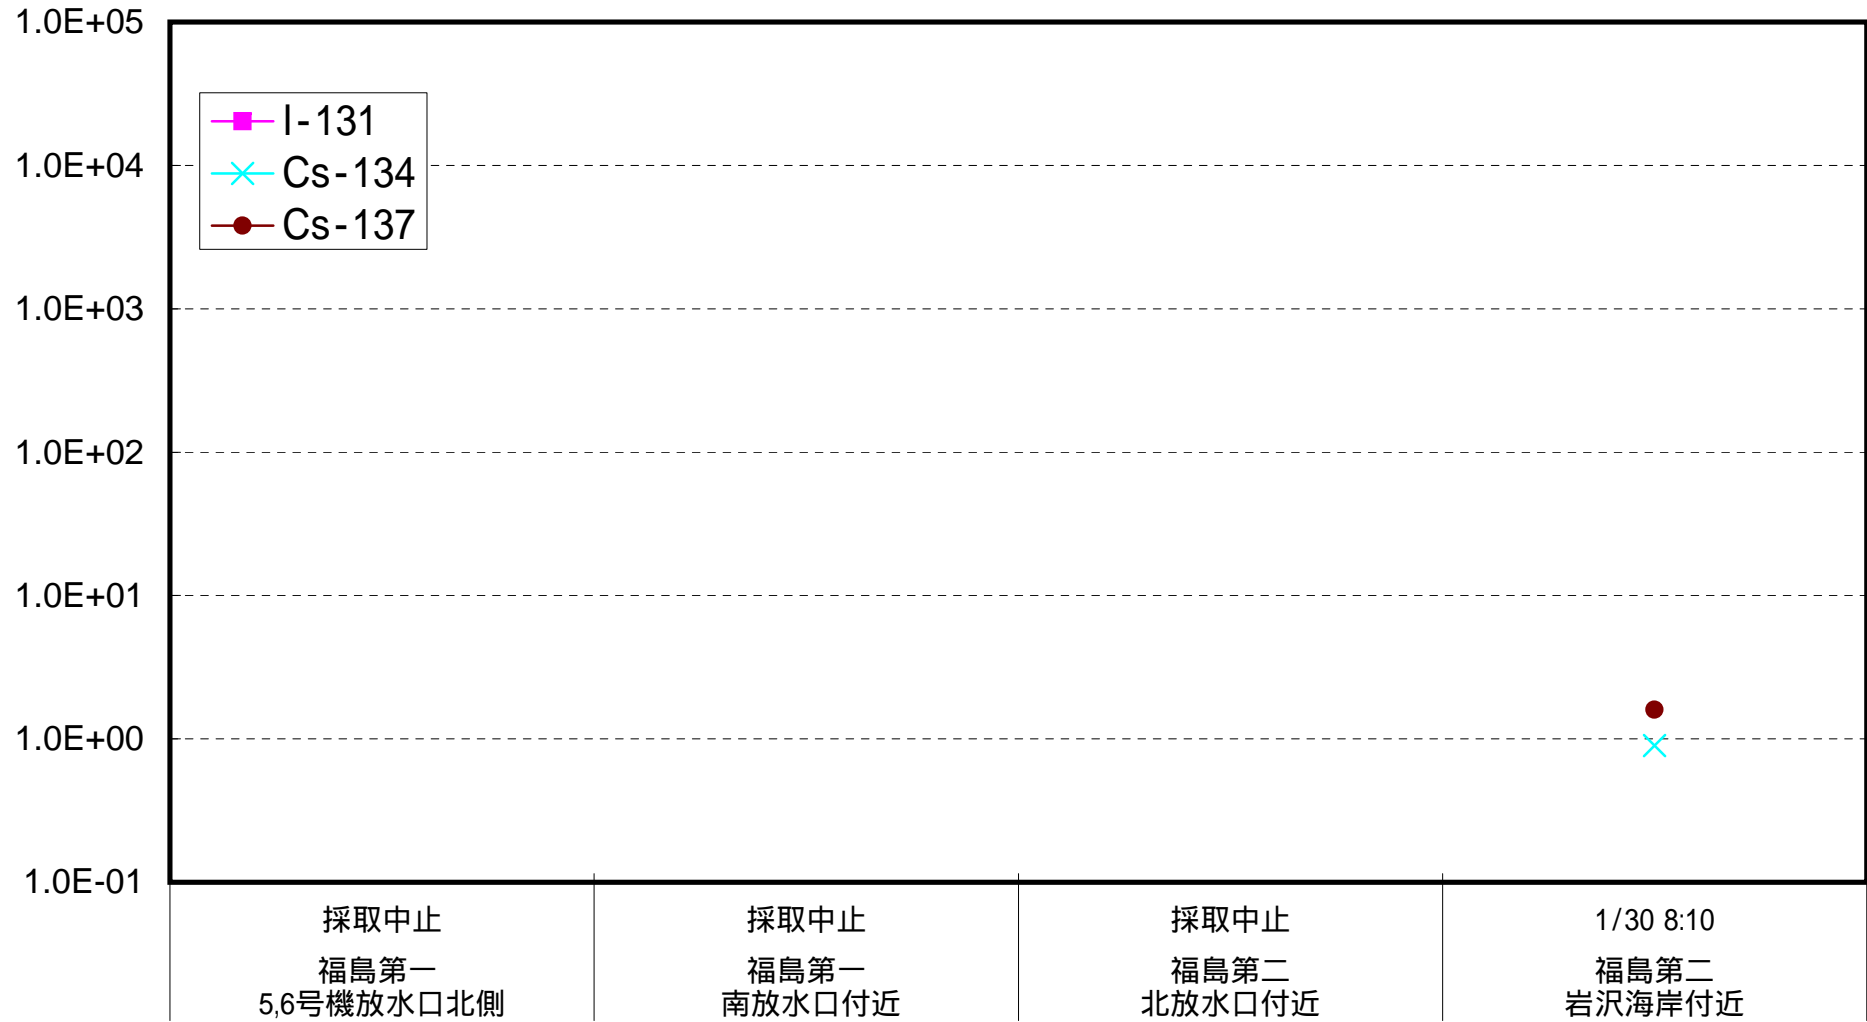 1.0E+05
I-131
1.0E+04
Cs-134
Cs-137
1.0E+03
1.0E+02
1.0E+01
1.0E+00
1.0E-01
採取中止
採取中止
採取中止
1/30 8:10
福島第一
5,6号機放水口北側
福島第一
南放水口付近
福島第二
北放水口付近
福島第二
岩沢海岸付近